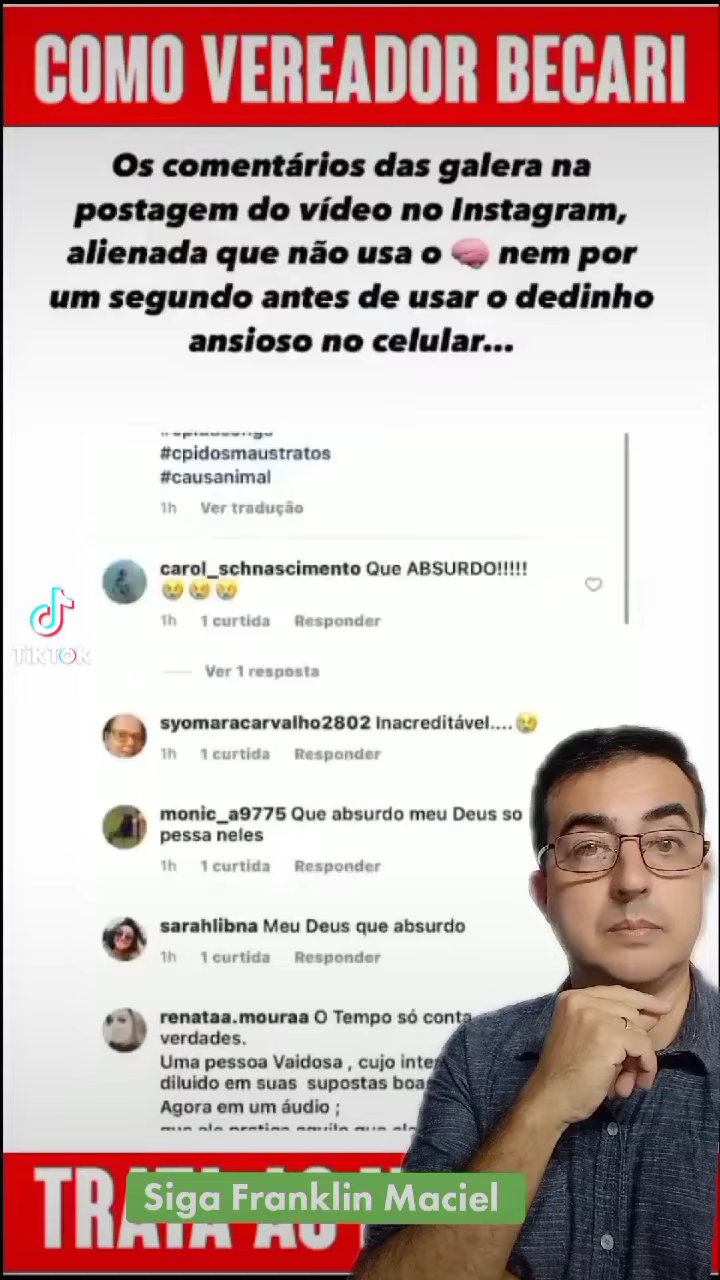 COMO VEREADOR BECARI
Os comentários das galera na
postagem do vídeo no Instagram,
alienada que não usa o 🧠 nem por
um segundo antes de usar o dedinho
ansioso no celular...
#cpidosmaustratos
#causanimal
1h Ver tradução
carol_schnascimento Que ABSURDO!!!!!
😭😭😭
1h 1 curtida Responder
Ver 1 resposta
TikTok
syomaracarvalho2802 Inacreditável....😭
1h 1 curtida Responder
monic_a9775 Que absurdo meu Deus so
pessa neles
1h 1 curtida Responder
sarahlibna Meu Deus que absurdo
1h 1 curtida Responder
renataa.mouraa O Tempo só conta
verdades.
Uma pessoa Vaidosa , cujo
diluido em suas supostas
Agora em um áudio ;
Siga Franklin Maciel